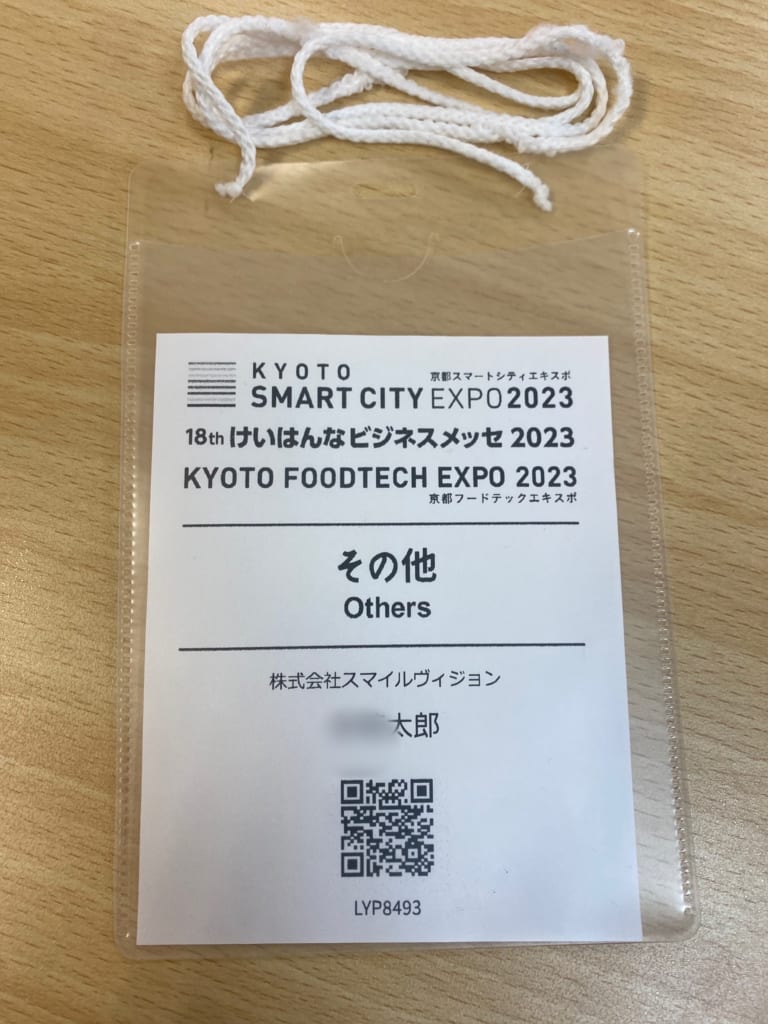 KYOTO
京都スマートシティエキスポ
SMART CITY EXPO 2023
18th けいはんなビジネスメッセ 2023
KYOTO FOODTECH EXPO 2023
京都フードテックエキスポ
その他
Others
株式会社スマイルヴィジョン
太郎
LYP8493